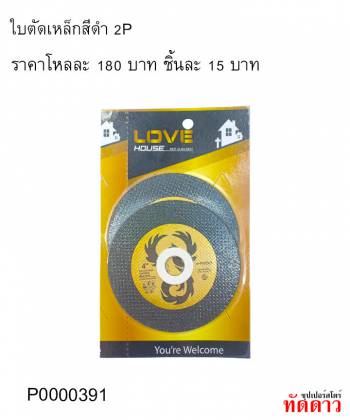 ใบตัดเหล็กสีดำ 2P
ราคาโหลละ 180 บาท ชิ้นละ 15 บาท
LOVE
HOUSE
4"
You're Welcome
P0000391
ซุปเปอร์สโตร์
ทัดดาว